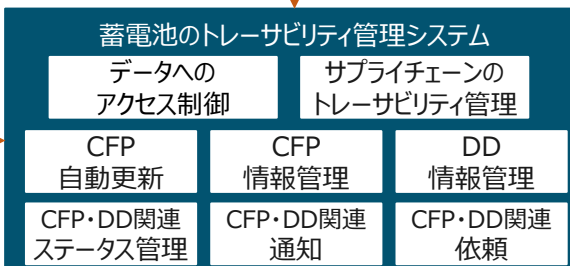 蓄電池のトレーサビリティ管理システム
データへの
アクセス制御
サプライチェーンの
トレーサビリティ管理
CFP
自動更新
CFP
情報管理
DD
情報管理
CFP・DD関連
ステータス管理
CFP・DD関連
通知
CFP・DD関連
依頼